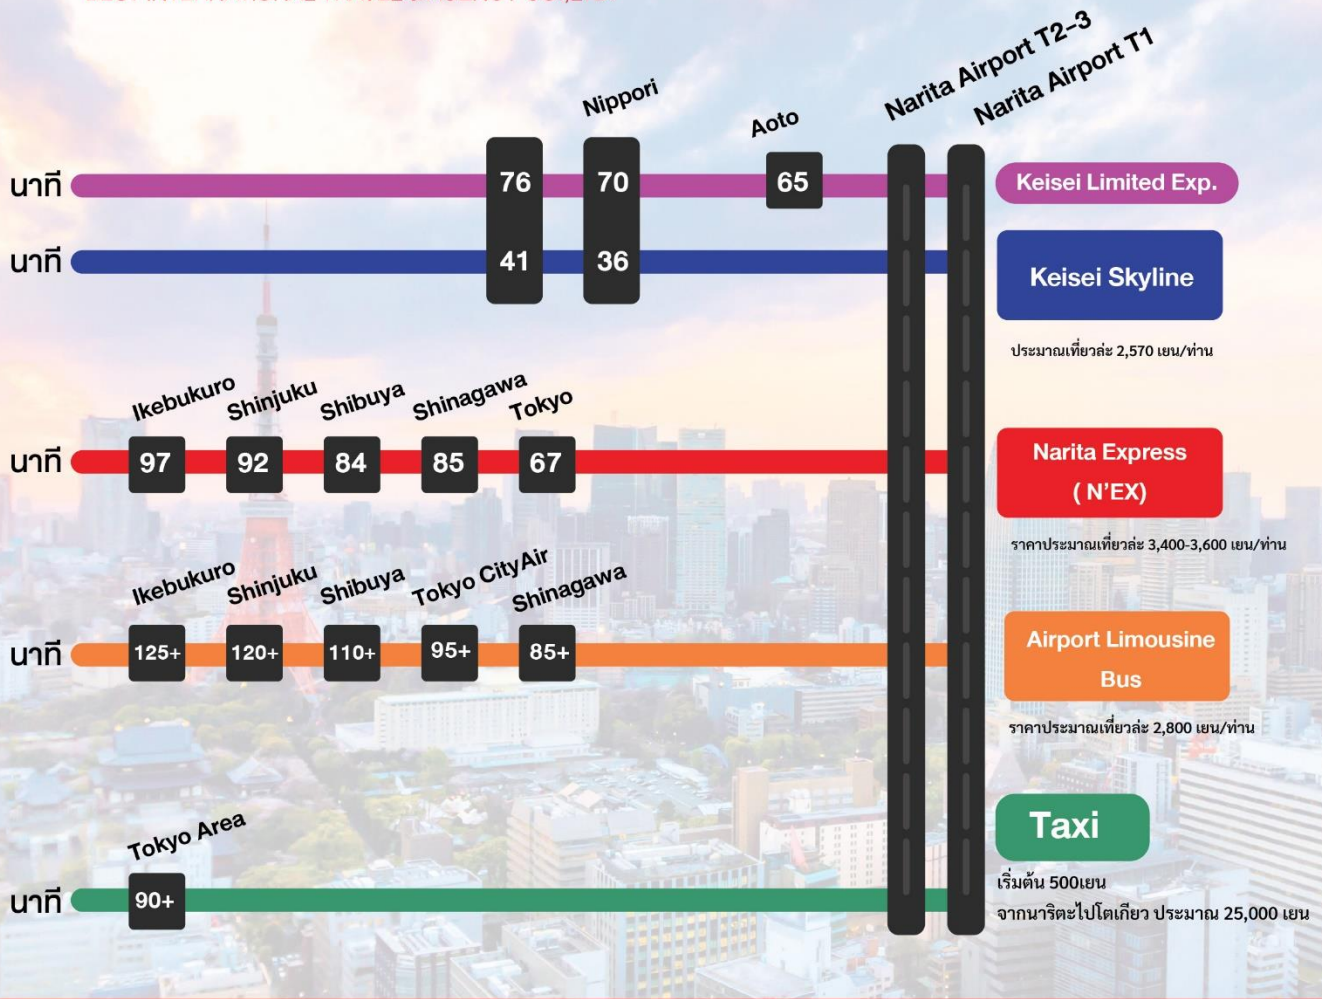 Narita Airport T2-3
Narita Airport T1
Nippori
Aoto
นาที
76
70
65
Keisei Limited Exp.
นาที
41
36
Keisei Skyline
ประมาณเที่ยวล่ะ 2,570 เยน/ท่าน
Ikebukuro
Shinjuku
Shibuya
Shinagawa
Tokyo
นาที
97
92
84
85
67
Narita Express
( N'EX)
ราคาประมาณเที่ยวล่ะ 3,400-3,600 เยน/ท่าน
Ikebukuro
Shinjuku
Shibuya
Tokyo CityAir
Shinagawa
นาที
125+
120+
110+
95+
85+
Airport Limousine
Bus
ราคาประมาณเที่ยวล่ะ 2,800 เยน/ท่าน
Tokyo Area
นาที
90+
Taxi
เริ่มต้น 500เยน
จากนาริตะไปโตเกียว ประมาณ 25,000 เยน